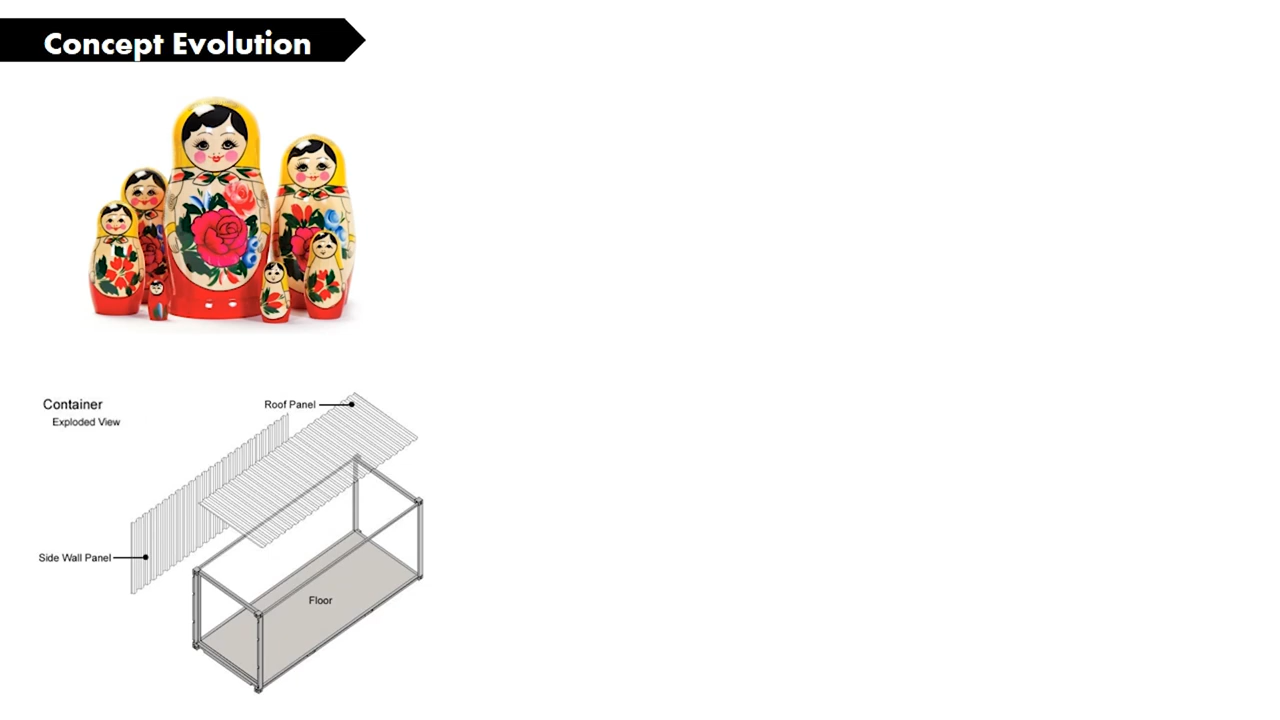 Concept Evolution
Container
Exploded View
Roof Panel
Side Wall Panel
Floor